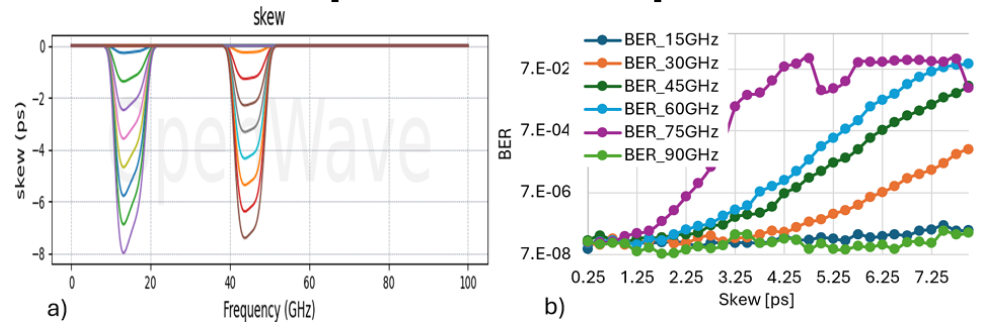 skew
0
−2
−4
−6
−8
skew (ps)
0
20
40
60
80
100
Frequency (GHz)
a)
BER_15GHz
BER_30GHz
BER_45GHz
BER_60GHz
BER_75GHz
BER_90GHz
7.E-02
7.E-04
7.E-06
7.E-08
BER
0.25
1.25
2.25
3.25
4.25
5.25
6.25
7.25
Skew [ps]
b)